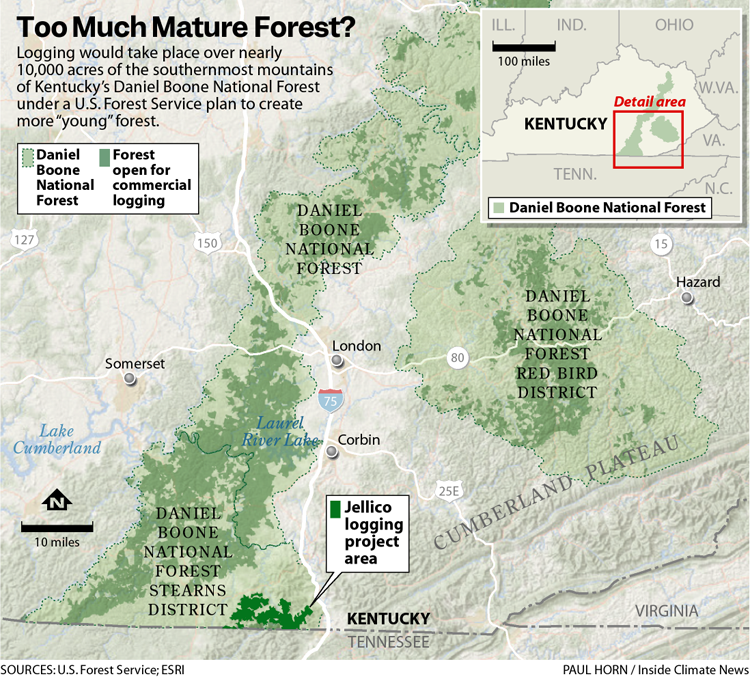 Too Much Mature Forest?
Logging would take place over nearly
10,000 acres of the southernmost mountains
of Kentucky's Daniel Boone National Forest
under a U.S. Forest Service plan to create
more "young" forest.
Daniel
Boone
National
Forest
Forest
open for
commercial
logging
ILL.
IND.
OHIO
100 miles
W.VA.
Detail area
KENTUCKY
VA.
TENN.
N.C.
Daniel Boone National Forest
127
150
15
DANIEL
BOONE
NATIONAL
FOREST
Hazard
DANIEL
BOONE
NATIONAL
FOREST
RED BIRD
DISTRICT
London
80
Somerset
75
Lake
Cumberland
Laurel
River Lake
Corbin
25E
CUMBERLAND PLATEAU
N
10 miles
DANIEL
BOONE
NATIONAL
FOREST
STEARNS
DISTRICT
Jellico
logging
project
area
KENTUCKY
TENNESSEE
VIRGINIA
SOURCES: U.S. Forest Service; ESRI
PAUL HORN / Inside Climate News